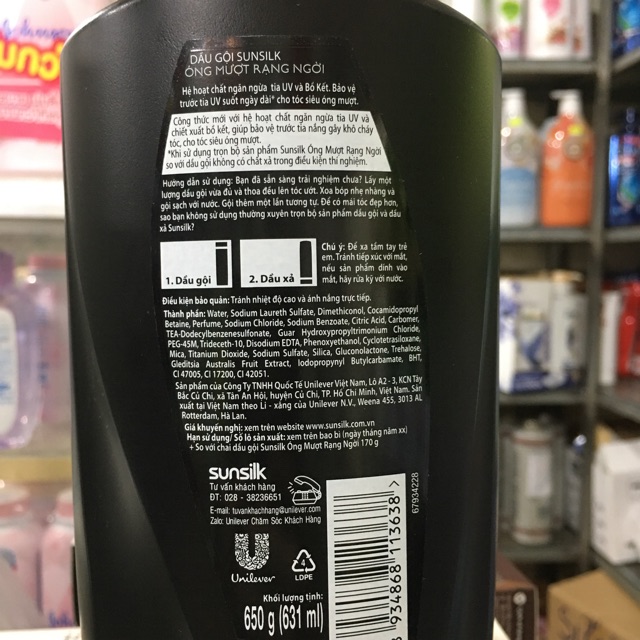 DẦU GỘI SUNSILK
ÓNG MƯỢT RẠNG NGỜI
Hệ hoạt chất ngăn ngừa tia UV và Bồ Kết. Bảo vệ
trước tia UV suốt ngày dài* cho tóc siêu óng mượt.
Công thức mới với hệ hoạt chất ngăn ngừa tia UV và
chiết xuất bồ kết, giúp bảo vệ trước tia nắng gây khô cháy
tóc, cho tóc siêu óng mượt.
*Khi sử dụng trọn bộ sản phẩm Sunsilk Óng Mượt Rạng Ngời
so với dầu gội không có chất xả trong điều kiện thí nghiệm.
Hướng dẫn sử dụng: Bạn đã sẵn sàng trải nghiệm chưa? Lấy một
lượng dầu gội vừa đủ và thoa đều lên tóc ướt. Xoa bóp nhẹ nhàng và
gội sạch với nước. Gội thêm một lần tương tự. Để có mái tóc đẹp hơn,
sao bạn không sử dụng thường xuyên trọn bộ sản phẩm dầu gội và dầu
xả Sunsilk?
1. Dầu gội
2. Dầu xả
Chú ý: Để xa tầm tay trẻ
em. Tránh tiếp xúc với mắt,
nếu sản phẩm dính vào
mắt, hãy rửa kỹ với nước.
Điều kiện bảo quản: Tránh nhiệt độ cao và ánh nắng trực tiếp.
Thành phần: Water, Sodium Laureth Sulfate, Dimethiconol, Cocamidopropyl
Betaine, Perfume, Sodium Chloride, Sodium Benzoate, Citric Acid, Carbomer,
TEA-Dodecylbenzenesulfonate, Guar Hydroxypropyltrimonium Chloride,
PEG-45M, Trideceth-10, Disodium EDTA, Phenoxyethanol, Cyclotetrasiloxane,
Mica, Titanium Dioxide, Sodium Sulfate, Silica, Gluconolactone, Trehalose,
Gleditsia Australis Fruit Extract, Iodopropynyl Butylcarbamate, BHT,
CI 47005, CI 17200, CI 42051.
Sản phẩm của Công Ty TNHH Quốc Tế Unilever Việt Nam, Lô A2 - 3, KCN Tây
Bắc Củ Chi, xã Tân An Hội, huyện Củ Chi, TP. Hồ Chí Minh, Việt Nam. Sản
xuất tại Việt Nam theo Li - xăng của Unilever N.V., Weena 455, 3013 AL
Rotterdam, Hà Lan.
Giá khuyến nghị: xem trên website www.sunsilk.com.vn
Hạn sử dụng/ Số lô sản xuất: xem trên bao bì (ngày tháng năm xx)
+ So với chai dầu gội Sunsilk Óng Mượt Rạng Ngời 170 g
sunsilk
Tư vấn khách hàng
ĐT: 028 - 38236651
E-mail: tuvankhachhang@unilever.com
Zalo: Unilever Chăm Sóc Khách Hàng
Unilever
4
LDPE
Khối lượng tịnh:
650 g (631 ml)
8 934868 113638 >
67934228